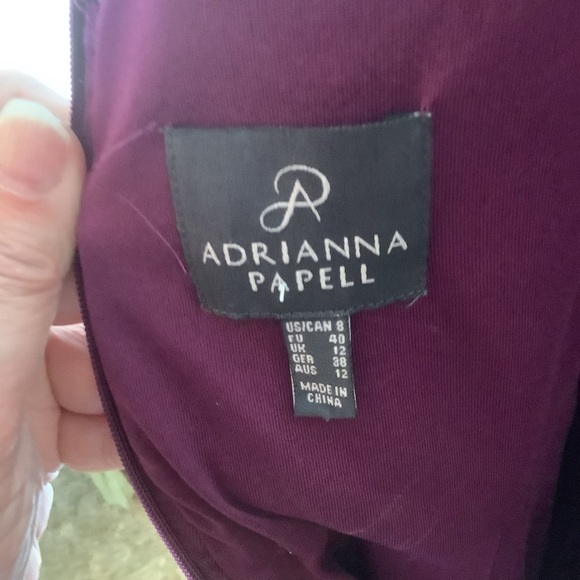 ADRIANNA
PAPELL
US/CAN 8
EU 40
UK 12
GER 38
AUS 12
MADE IN
CHINA